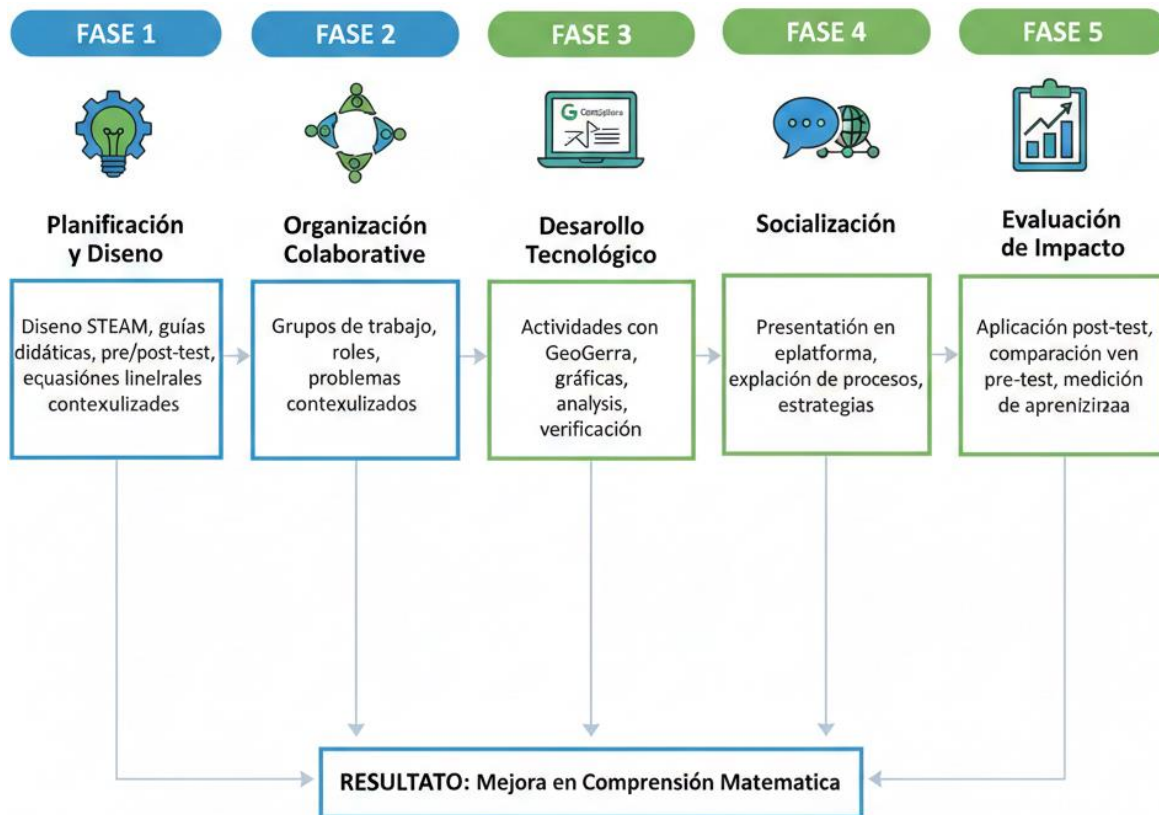 FASE 1
FASE 2
FASE 3
FASE 4
FASE 5
G
Planificación
y Diseno
Organización
Colaborative
Desarollo
Tecnológico
Socialización
Evaluación
de Impacto
Diseno STEAM, guías
didáticas, pre/post-test,
equasiónes linelrales
contexulizades
Grupos de trabajo,
roles,
problemas
contexulizados
Actividades con
GeoGerra,
gráficas,
analysis,
verificación
Presentatión en
eplatforma,
explación de procesos,
estrategias
Aplicación post-test,
comparación ven
pre-test, medición
de
RESULTATO: Mejora en Comprensión Matematica